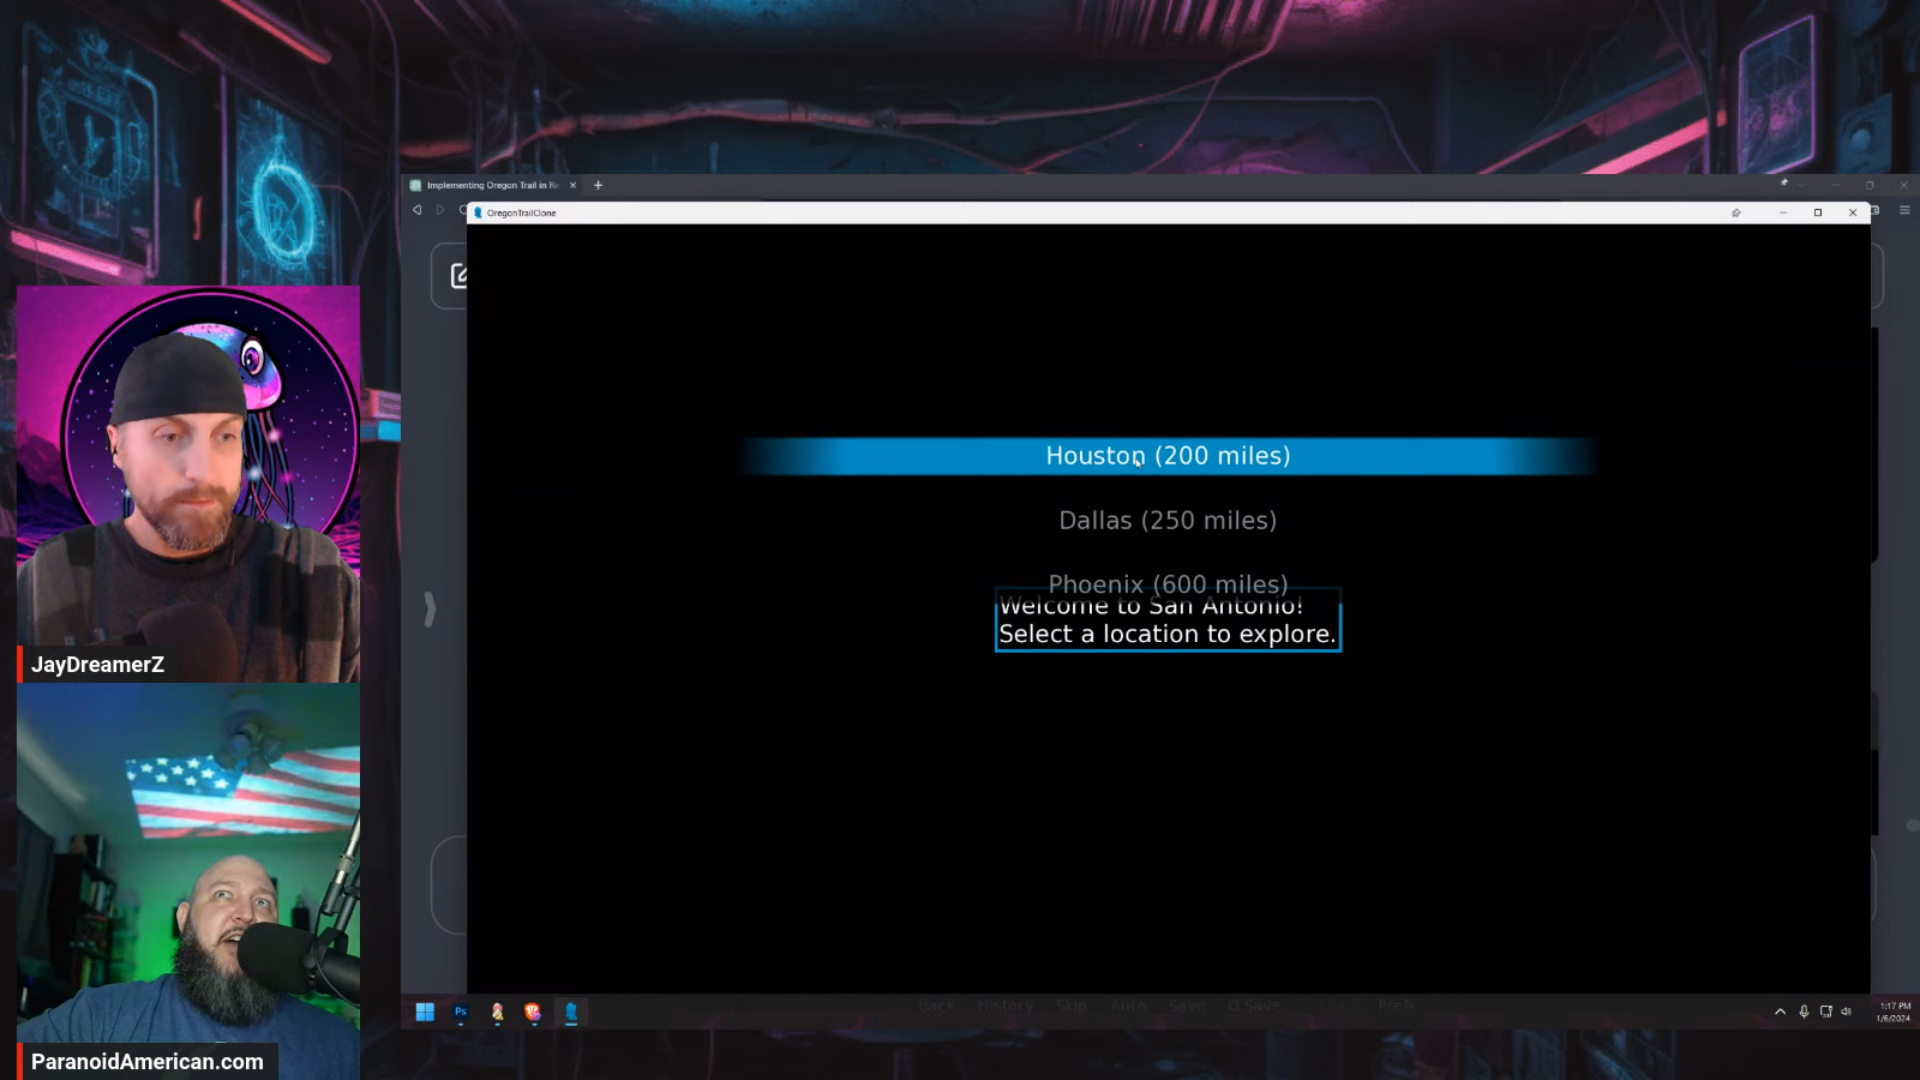 Implementing Oregon Trail in Re
OregonTrailClone
Houston (200 miles)
Dallas (250 miles)
Phoenix (600 miles)
Welcome to San Antonio!
Select a location to explore.
JayDreamerZ
ParanoidAmerican.com
Back History Skip Auto Save Q.Save Prefs
Ps
1:17 PM
1/6/2024